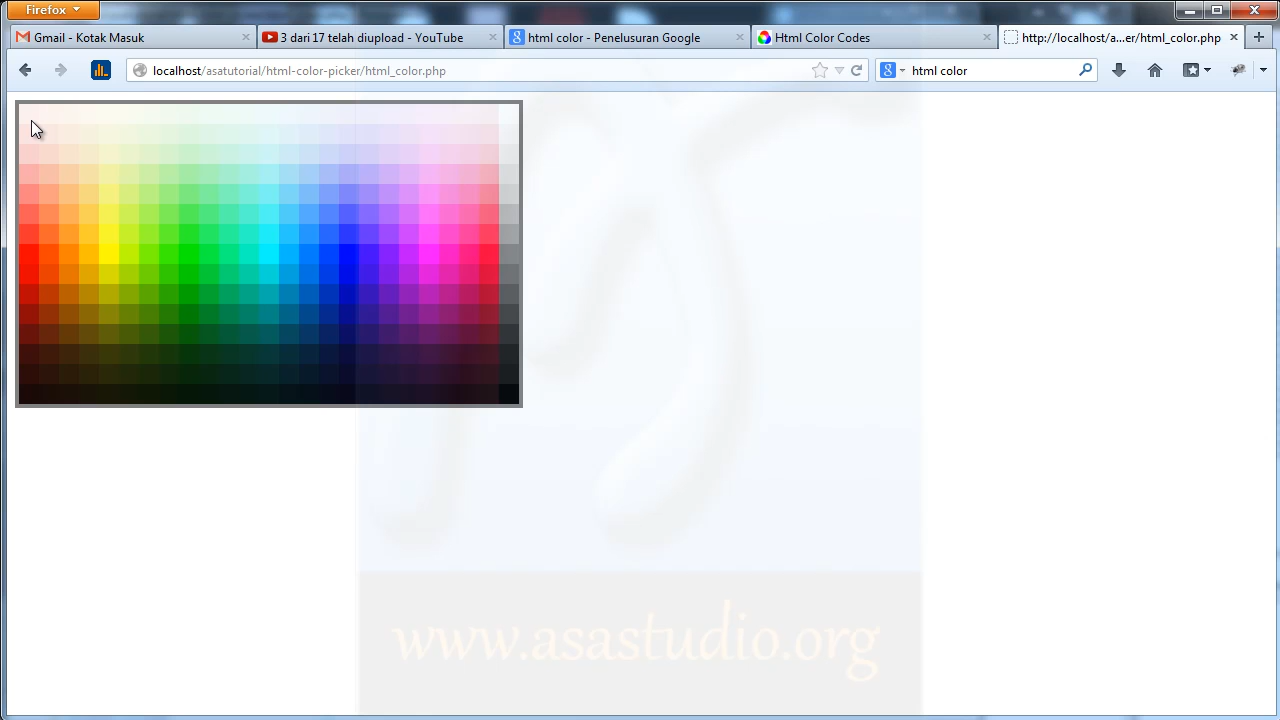 Firefox
Gmail - Kotak Masuk
3 dari 17 telah diupload - YouTube
html color - Penelusuran Google
Html Color Codes
http://localhost/a...er/html_color.php
localhost/asatutorial/html-color-picker/html_color.php
html color
www.asastudio.org